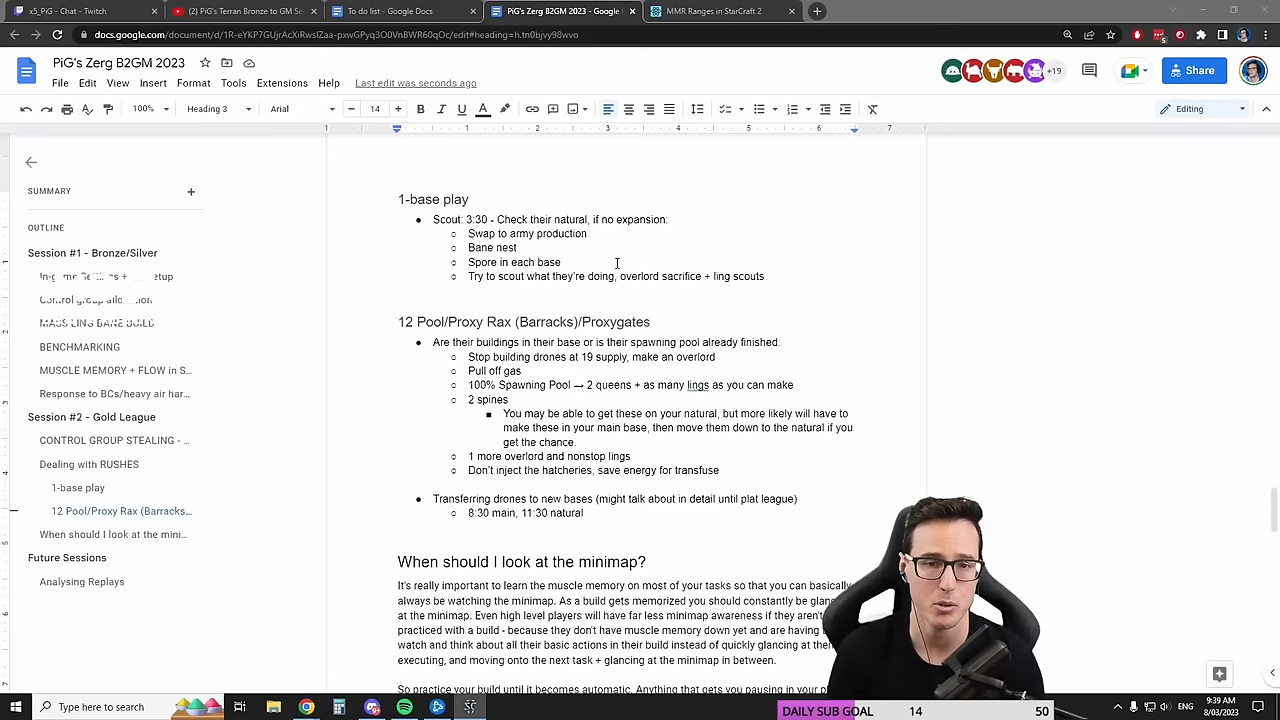 x5_PiG - Chat - Twitch
(2) PiG's Terran Bronze to GM Se
To do list - Google Docs
PiG's Zerg B2GM 2023 - Google
MMR Ranges in StarCraft 2
docs.google.com/document/d/
PiG's Zerg B2GM 2023
File Edit View Insert Format Tools Extensions Help Last edit was seconds ago
+19
Share
100% Heading 3 Arial 14 Editing
1 1 2 3 4 5 6 7
SUMMARY
OUTLINE
Session #1 - Bronze/Silver
MASS LING BANE BUILD
BENCHMARKING
MUSCLE MEMORY + FLOW in S...
Response to BCs/heavy air har...
Session #2 - Gold League
CONTROL GROUP STEALING - ...
Dealing with RUSHES
1-base play
12 Pool/Proxy Rax (Barracks...
When should I look at the mini...
Future Sessions
Analysing Replays
1-base play
Scout: 3:30 - Check their natural, if no expansion:
Swap to army production
Bane nest
Spore in each base
Try to scout what they're doing, overlord sacrifice + ling scouts
12 Pool/Proxy Rax (Barracks)/Proxygates
Are their buildings in their base or is their spawning pool already finished:
Stop building drones at 19 supply, make an overlord
Pull off gas
100% Spawning Pool → 2 queens + as many lings as you can make
2 spines
You may be able to get these on your natural, but more likely will have to
make these in your main base, then move them down to the natural if you
get the chance.
1 more overlord and nonstop lings
Don't inject the hatcheries, save energy for transfuse
Transferring drones to new bases (might talk about in detail until plat league)
8:30 main, 11:30 natural
When should I look at the minimap?
It's really important to learn the muscle memory on most of your tasks so that you can basically
always be watching the minimap. As a build gets memorized you should constantly be
at the minimap. Even high level players will have far less minimap awareness if they aren't
practiced with a build - because they don't have muscle memory down yet and are having
watch and think about all their basic actions in their build instead of quickly glancing at
executing, and moving onto the next task + glancing at the minimap in between.
So practice your build until it becomes automatic. Anything that gets you pausing in your
Type here to search
ENG
9:39 AM
8/03/2023
DAILY SUB GOAL 14 50